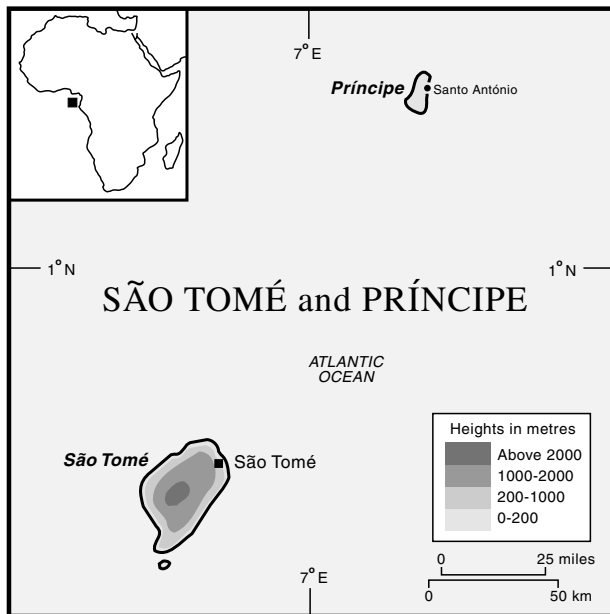 7° E
Príncipe
Santo António
1° N
1° N
SÃO TOMÉ and PRÍNCIPE
ATLANTIC
OCEAN
São Tomé
São Tomé
Heights in metres
Above 2000
1000-2000
200-1000
0-200
0 25 miles
0 50 km
7° E